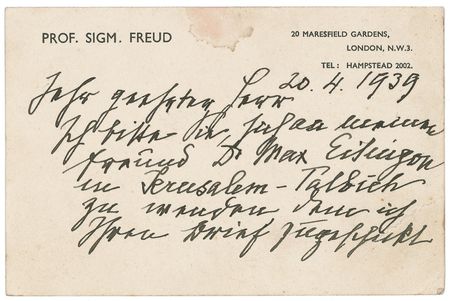 PROF. SIGM. FREUD
20 MARESFIELD GARDENS,
LONDON, N.W.3.
TEL: HAMPSTEAD 2002.
20.4.1939
Sehr geehrter Herr
Ich bitte Sie sich an meinen
Freund Dr Max Eitingon
in Jerusalem – Talbieh
zu wenden dem ich
Ihren Brief zugeschickt